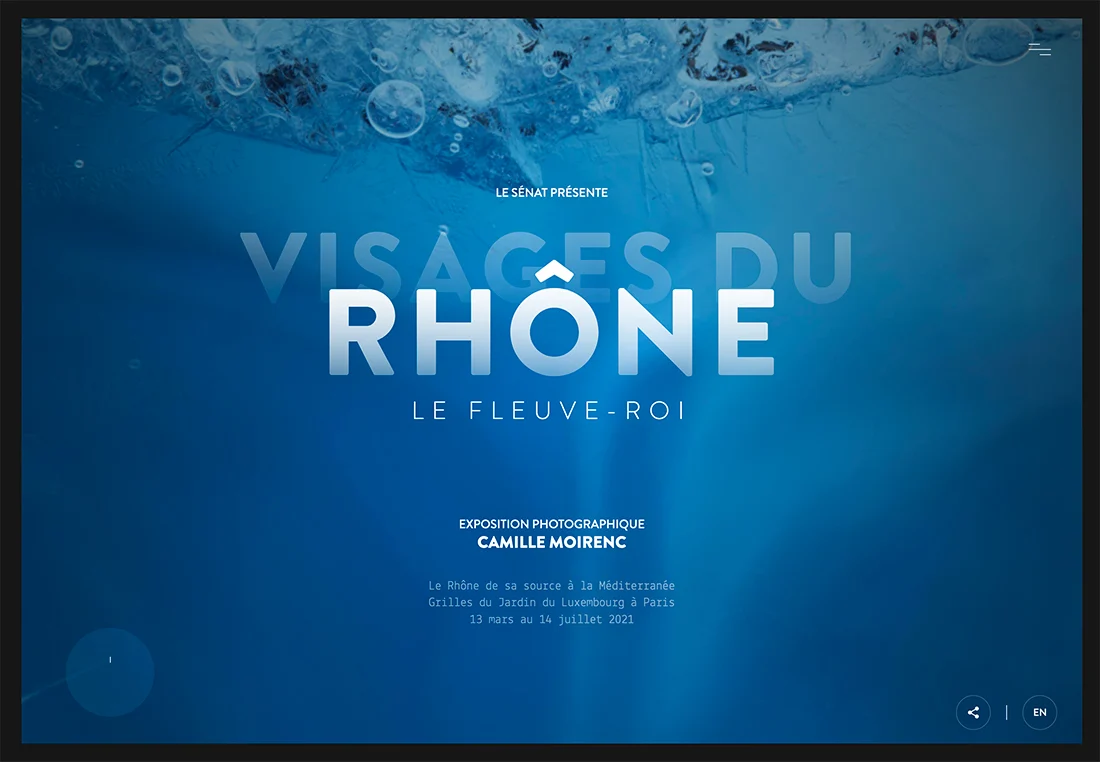 LE SÉNAT PRÉSENTE
VISAGES DU
RHÔNE
LE FLEUVE-ROI
EXPOSITION PHOTOGRAPHIQUE
CAMILLE MOIRENC
Le Rhône de sa source à la Méditerranée
Grilles du Jardin du Luxembourg à Paris
13 mars au 14 juillet 2021
EN